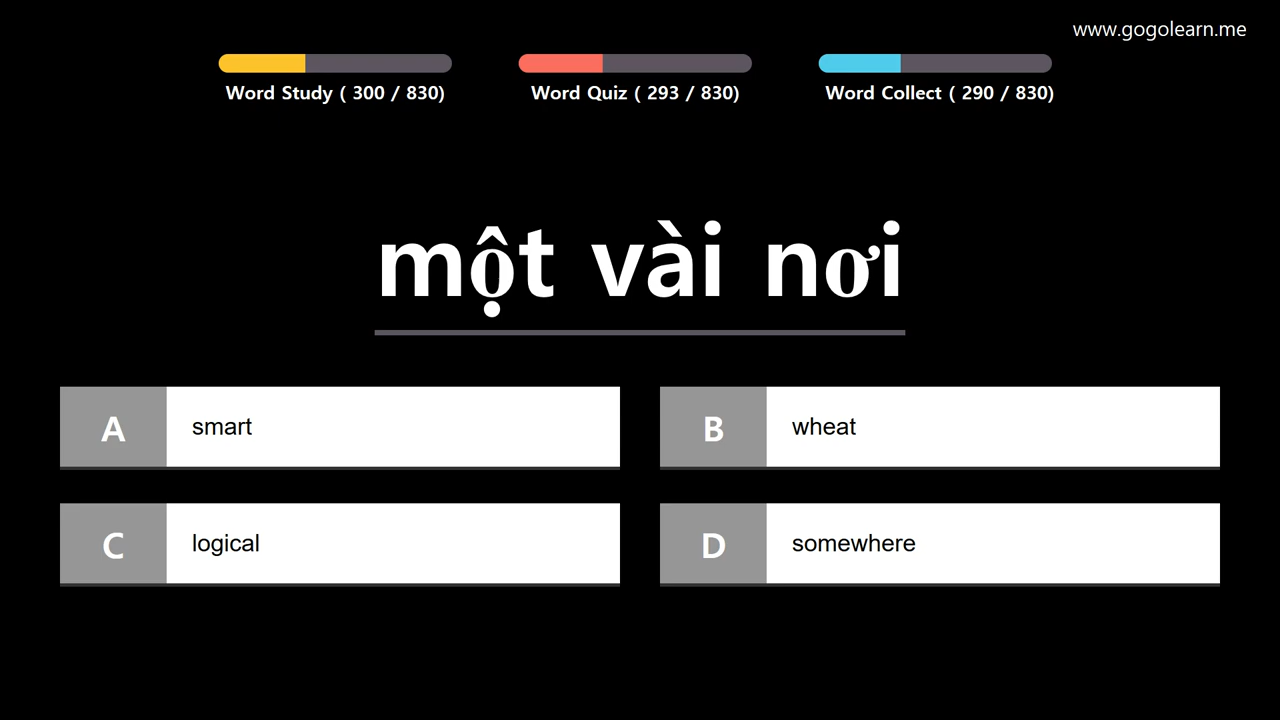 www.gogolearn.me
Word Study ( 300 / 830)
Word Quiz ( 293 / 830)
Word Collect ( 290 / 830)
một vài nơi
A smart
B wheat
C logical
D somewhere